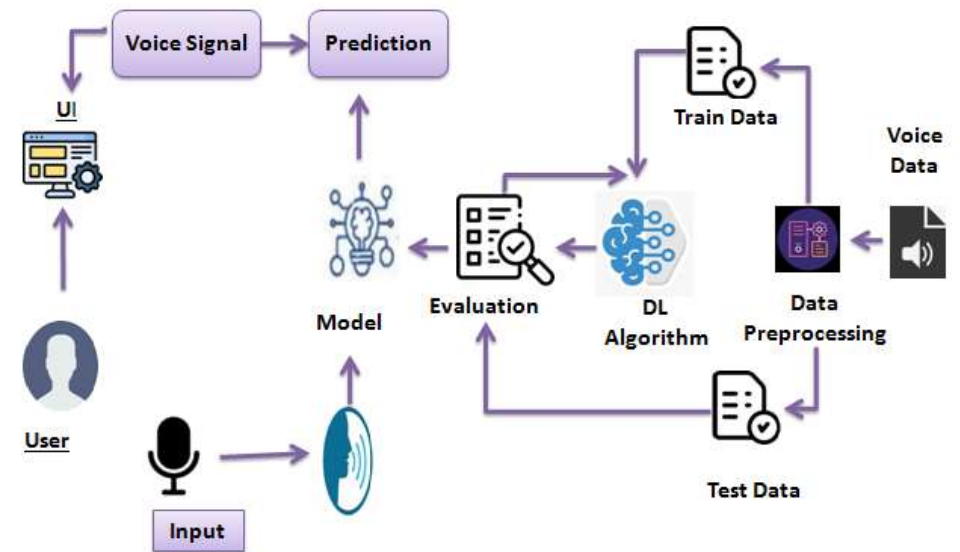 Voice Signal
Prediction
UI
Train Data
Voice
Data
Evaluation
Model
DL
Algorithm
Data
Preprocessing
User
Input
Test Data